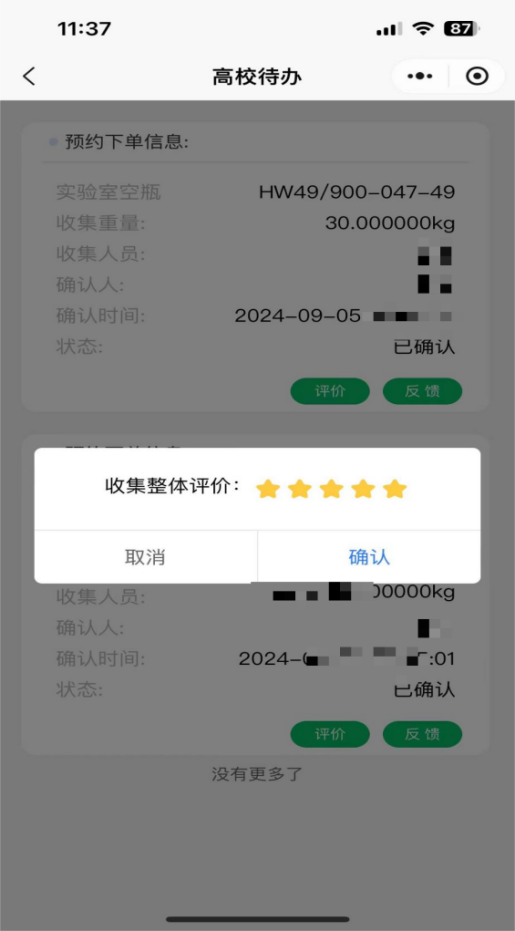 11:37
87
高校待办
预约下单信息:
实验室空瓶 HW49/900-047-49
收集重量: 30.000000kg
收集人员:
确认人:
确认时间: 2024-09-05
状态: 已确认
评价 反馈
收集整体评价:
取消 确认
00000kg
收集人员:
确认人:
确认时间: 2024- :01
状态: 已确认
评价 反馈
没有更多了